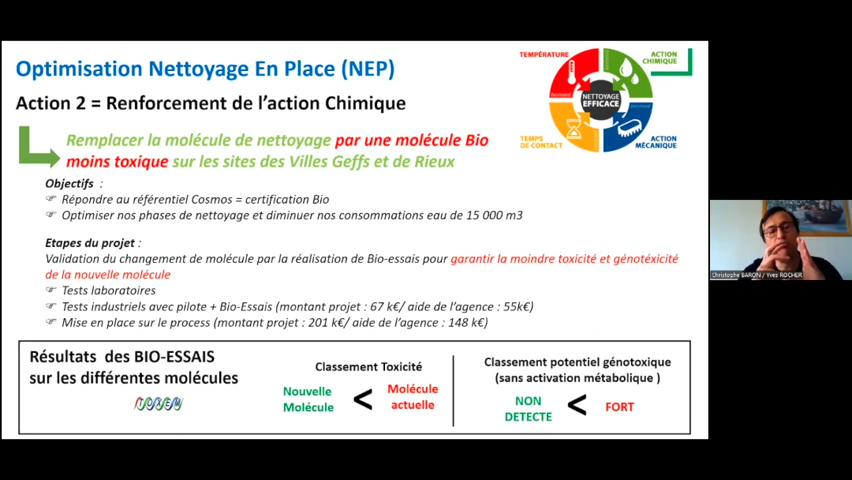 Optimisation Nettoyage En Place (NEP)
Action 2 = Renforcement de l'action Chimique
TEMPÉRATURE
ACTION
CHIMIQUE
NETTOYAGE
EFFICACE
TEMPS
DE CONTACT
ACTION
MÉCANIQUE
Remplacer la molécule de nettoyage par une molécule Bio
moins toxique sur les sites des Villes Geffs et de Rieux
Objectifs :
☞ Répondre au référentiel Cosmos = certification Bio
☞ Optimiser nos phases de nettoyage et diminuer nos consommations eau de 15 000 m3
Etapes du projet :
Validation du changement de molécule par la réalisation de Bio-essais pour garantir la moindre toxicité et génotéxicité
de la nouvelle molécule
☞ Tests laboratoires
☞ Tests industriels avec pilote + Bio-Essais (montant projet : 67 k€/ aide de l'agence : 55k€)
☞ Mise en place sur le process (montant projet : 201 k€/ aide de l'agence : 148 k€)
Résultats des BIO-ESSAIS
sur les différentes molécules
TOXEM
Classement Toxicité
Nouvelle
Molécule
<
Molécule
actuelle
Classement potentiel génotoxique
(sans activation métabolique )
NON
DETECTE
<
FORT
Christophe BARON / Yves ROCHER